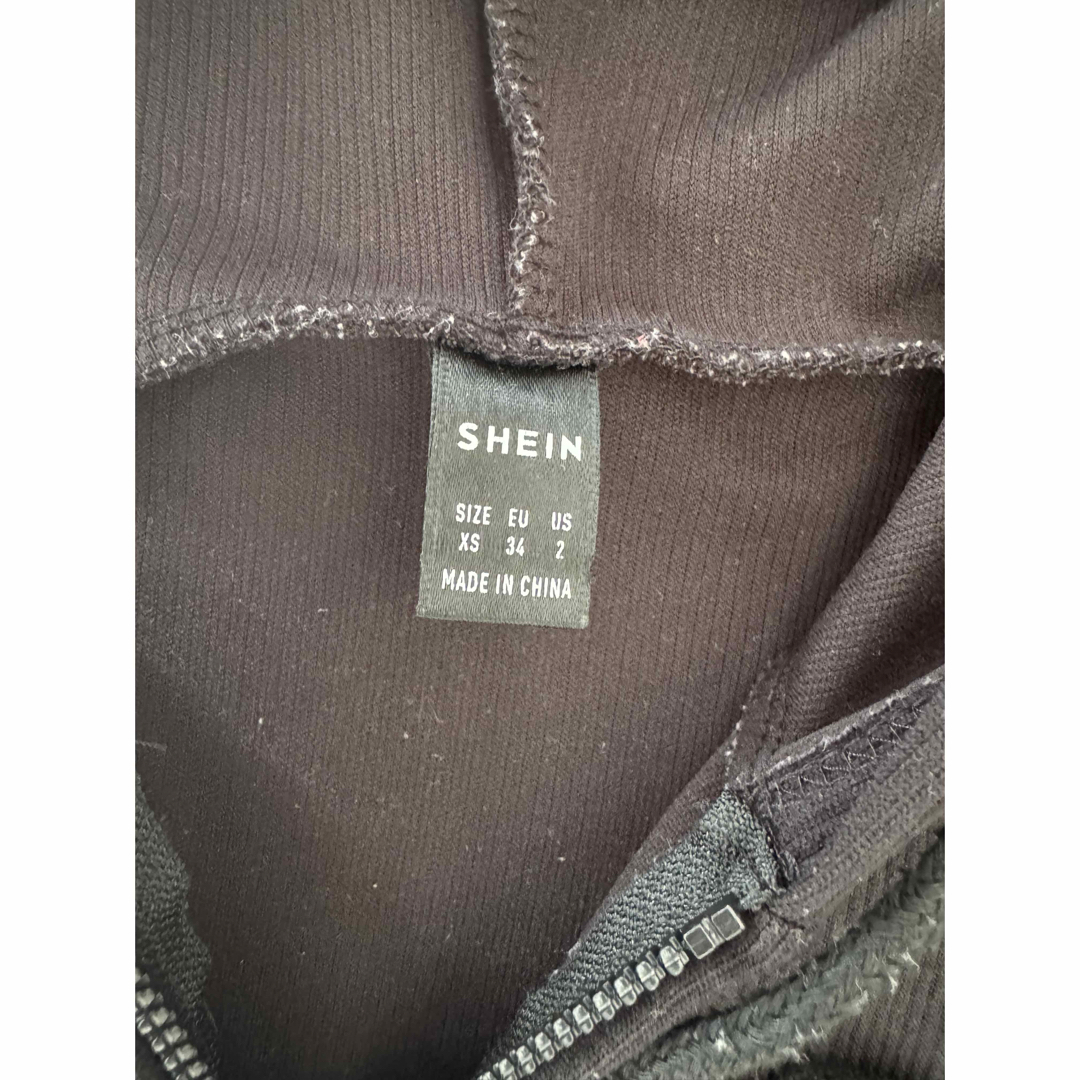 SHEIN
SIZE EU US
XS 34 2
MADE IN CHINA